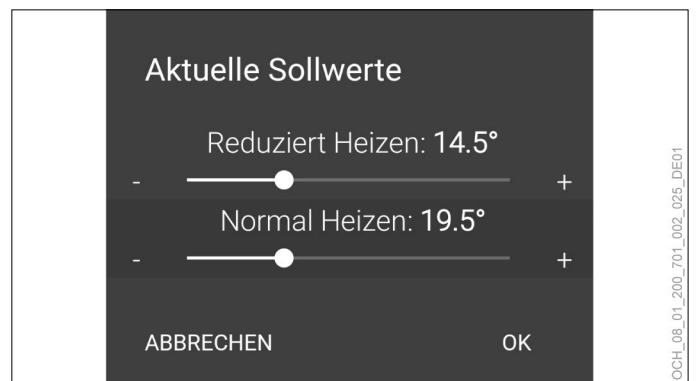 Aktuelle Sollwerte
Reduziert Heizen: 14.5°
- +
Normal Heizen: 19.5°
- +
ABBRECHEN OK
OCH_08_01_200_701_002_025_DE01